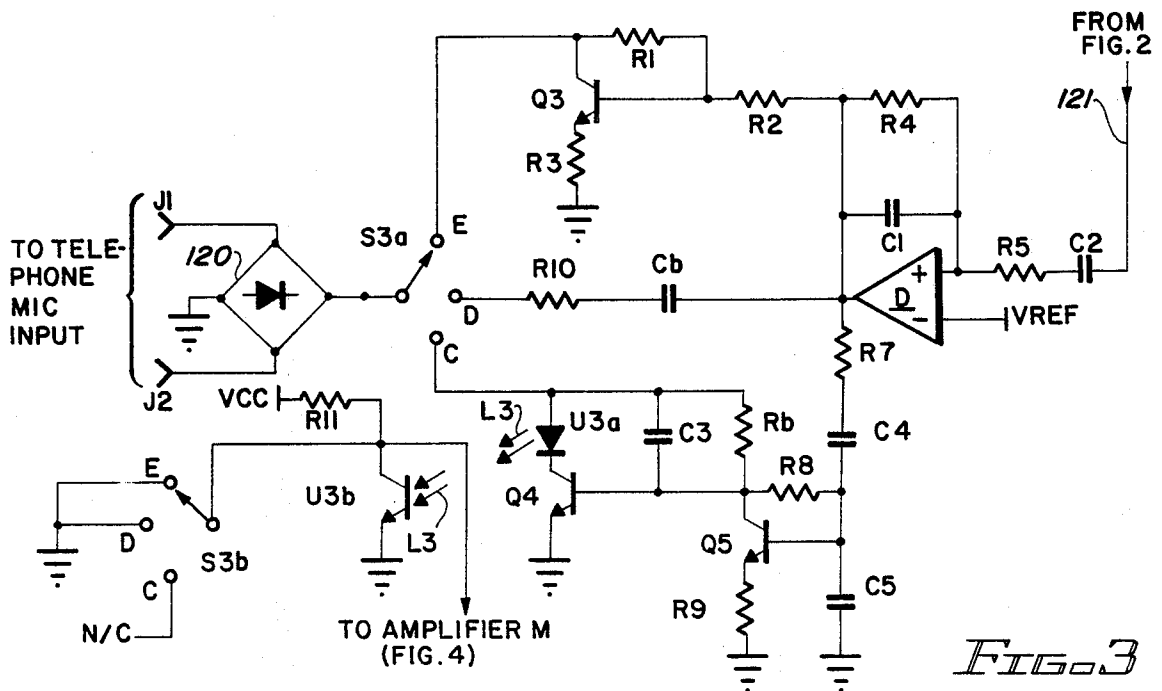 FROM
FIG.2
121
R1
Q3
R2
R4
R3
C1
J1
120
S3a
E
R10
Cb
D
C
R5
C2
+
D
−
VREF
TO TELE-
PHONE
MIC
INPUT
J2
VCC
R11
R7
L3
U3a
C3
Rb
C4
R8
Q4
E
D
S3b
C
N/C
U3b
L3
Q5
R9
C5
TO AMPLIFIER M
(FIG.4)
FIG.3